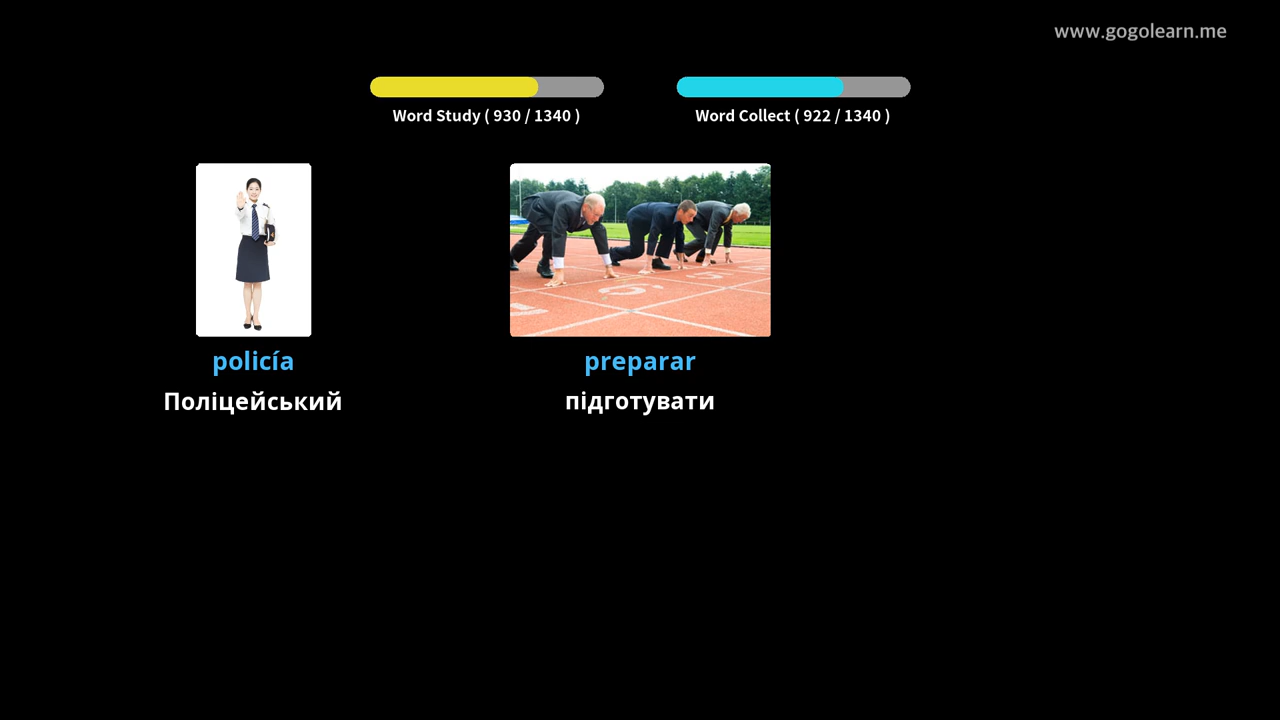 www.gogolearn.me
Word Study ( 930 / 1340 )
Word Collect ( 922 / 1340 )
policía
Поліцейський
preparar
підготувати